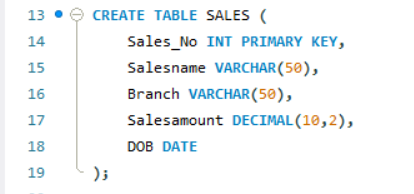 13 CREATE TABLE SALES (
14 Sales_No INT PRIMARY KEY,
15 Salesname VARCHAR(50),
16 Branch VARCHAR(50),
17 Salesamount DECIMAL(10,2),
18 DOB DATE
19 );